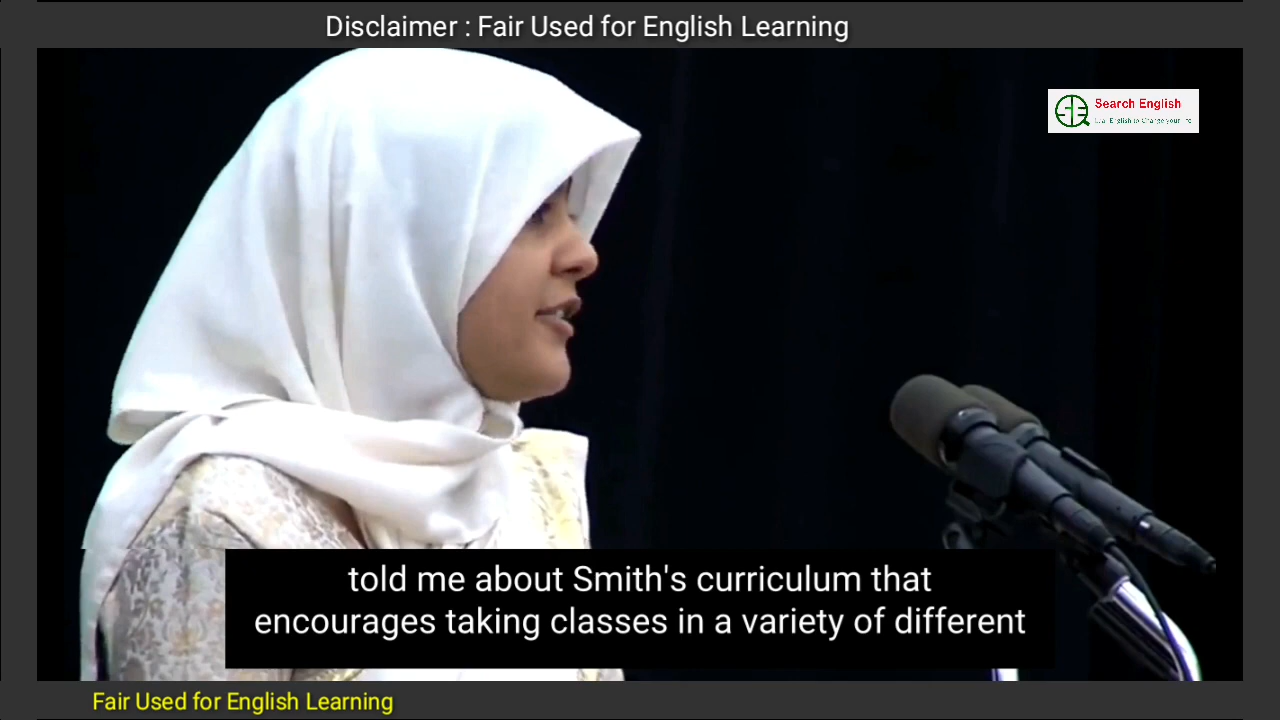 Disclaimer : Fair Used for English Learning
Search English
told me about Smith's curriculum that
encourages taking classes in a variety of different
Fair Used for English Learning